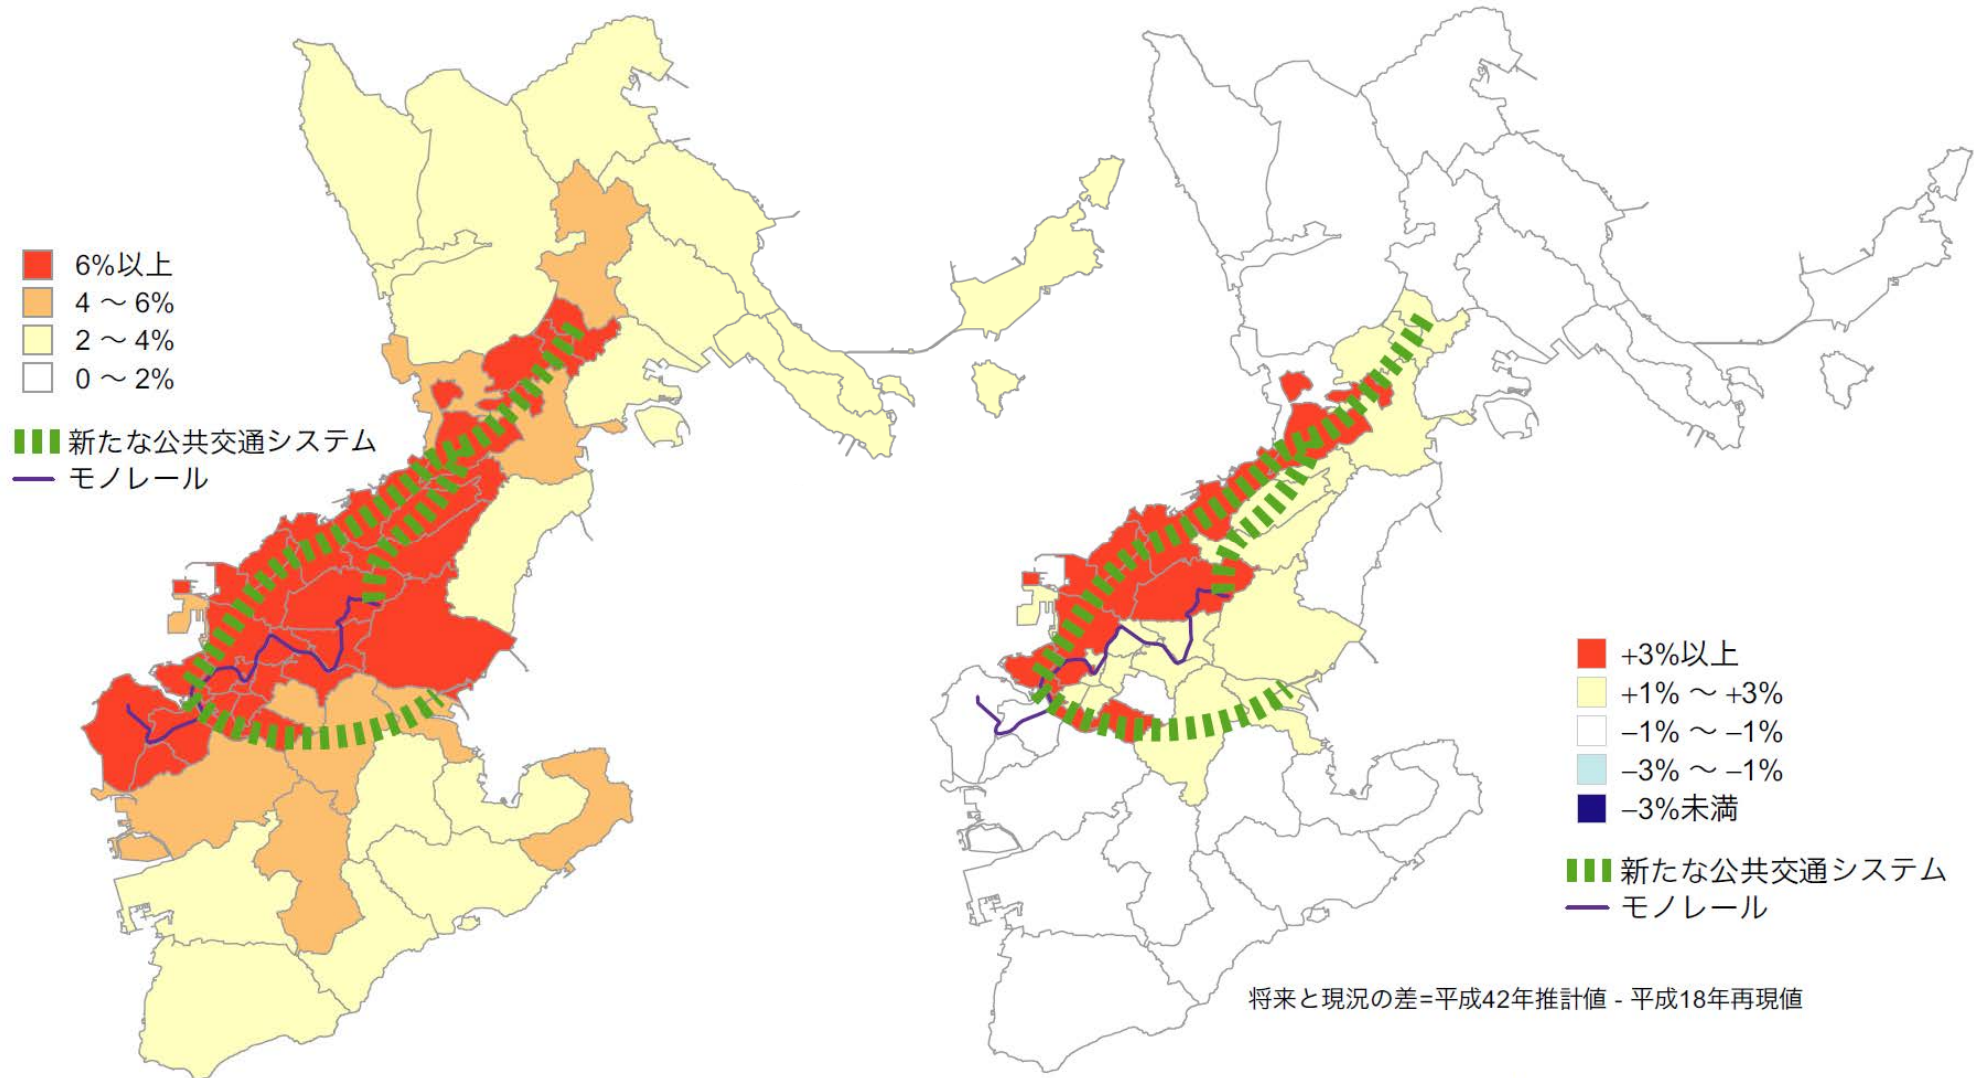 6%以上
4 ～ 6%
2 ～ 4%
0 ～ 2%
新たな公共交通システム
モノレール
+3%以上
+1% ～ +3%
–1% ～ –1%
–3% ～ –1%
–3%未満
新たな公共交通システム
モノレール
将来と現況の差=平成42年推計値 - 平成18年再現値